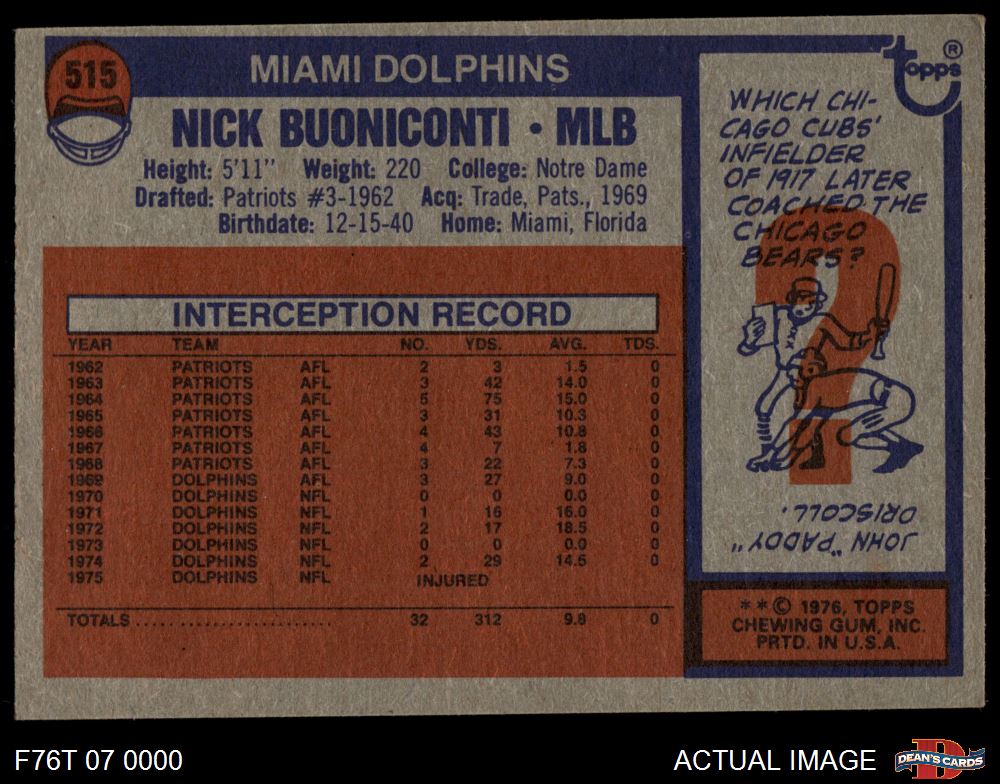 515
MIAMI DOLPHINS
NICK BUONICONTI • MLB
Height: 5'11" Weight: 220 College: Notre Dame
Drafted: Patriots #3-1962 Acq: Trade, Pats., 1969
Birthdate: 12-15-40 Home: Miami, Florida
INTERCEPTION RECORD
YEAR TEAM NO. YDS. AVG. TDS.
1962 PATRIOTS AFL 2 3 1.5 0
1963 PATRIOTS AFL 3 42 14.0 0
1964 PATRIOTS AFL 5 75 15.0 0
1965 PATRIOTS AFL 3 31 10.3 0
1966 PATRIOTS AFL 4 43 10.8 0
1967 PATRIOTS AFL 4 7 1.8 0
1968 PATRIOTS AFL 3 22 7.3 0
1969 DOLPHINS AFL 3 27 9.0 0
1970 DOLPHINS NFL 0 0 0.0 0
1971 DOLPHINS NFL 1 16 16.0 0
1972 DOLPHINS NFL 2 17 18.5 0
1973 DOLPHINS NFL 0 0 0.0 0
1974 DOLPHINS NFL 2 29 14.5 0
1975 DOLPHINS NFL INJURED
TOTALS ........................ 32 312 9.8 0
topps ®
WHICH CHI-
CAGO CUBS'
INFIELDER
OF 1917 LATER
COACHED THE
CHICAGO
BEARS?
?
JOHN "PADDY"
DRISCOLL.
* * © 1976, TOPPS
CHEWING GUM, INC.
PRTD. IN U.S.A.
F76T 07 0000
ACTUAL IMAGE
D
DEAN'S CARDS